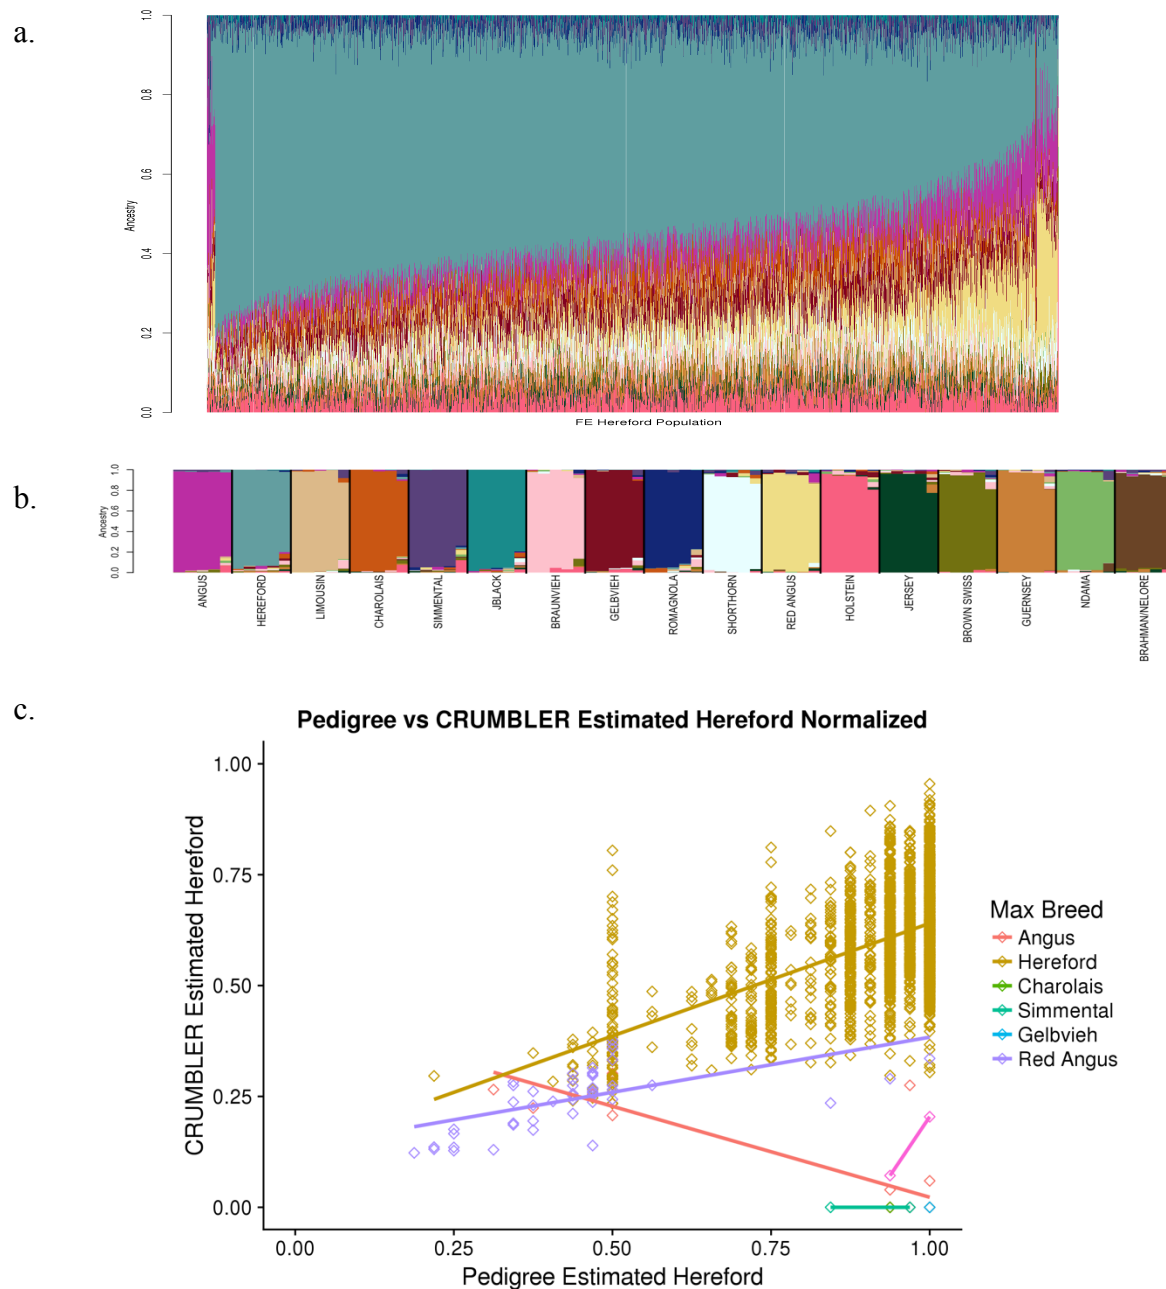 a.
1.0
0.8
0.6
0.4
0.2
0.0
Ancestry
FE Hereford Population
b.
1.0
0.8
0.6
0.4
0.2
0.0
Ancestry
ANGUS
HEREFORD
LIMOUSIN
CHAROLAIS
SIMMENTAL
JBLACK
BRAUNVIEH
GELBVIEH
ROMAGNOLA
SHORTHORN
RED ANGUS
HOLSTEIN
JERSEY
BROWN SWISS
GUERNSEY
NDAMA
BRAHMAN/NELORE
c.
Pedigree vs CRUMBLER Estimated Hereford Normalized
1.00
0.75
0.50
0.25
0.00
CRUMBLER Estimated Hereford
0.00 0.25 0.50 0.75 1.00
Pedigree Estimated Hereford
Max Breed
Angus
Hereford
Charolais
Simmental
Gelbvieh
Red Angus